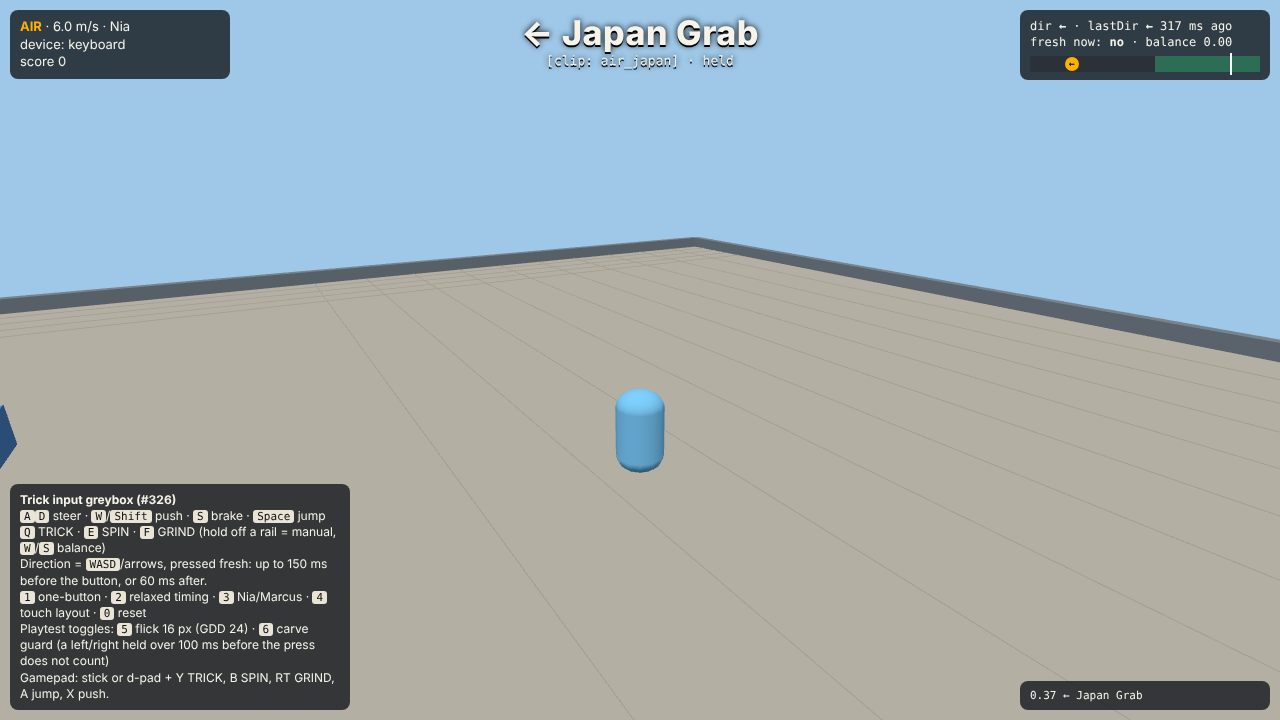 AIR · 6.0 m/s · Nia
device: keyboard
score 0
← Japan Grab
[clip: air_japan] · held
dir ← · lastDir ← 317 ms ago
fresh now: no · balance 0.00
←
Trick input greybox (#326)
A D steer · W/Shift push · S brake · Space jump
Q TRICK · E SPIN · F GRIND (hold off a rail = manual,
W/S balance)
Direction = WASD/arrows, pressed fresh: up to 150 ms
before the button, or 60 ms after.
1 one-button · 2 relaxed timing · 3 Nia/Marcus · 4
touch layout · 0 reset
Playtest toggles: 5 flick 16 px (GDD 24) · 6 carve
guard (a left/right held over 100 ms before the press
does not count)
Gamepad: stick or d-pad + Y TRICK, B SPIN, RT GRIND,
A jump, X push.
0.37 ← Japan Grab